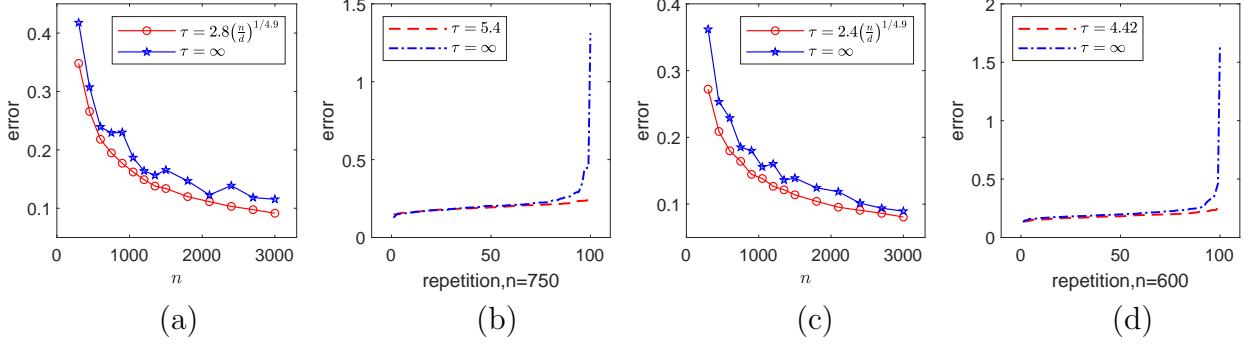 0.4
0.3
0.2
0.1
error
0
1000
2000
3000
n
τ = 2.8(n/d)^{1/4.9}
τ = ∞
(a)
1.5
1
0.5
0
error
0
50
100
repetition,n=750
τ = 5.4
τ = ∞
(b)
0.4
0.3
0.2
0.1
error
0
1000
2000
3000
n
τ = 2.4(n/d)^{1/4.9}
τ = ∞
(c)
2
1.5
1
0.5
0
error
0
50
100
repetition,n=600
τ = 4.42
τ = ∞
(d)